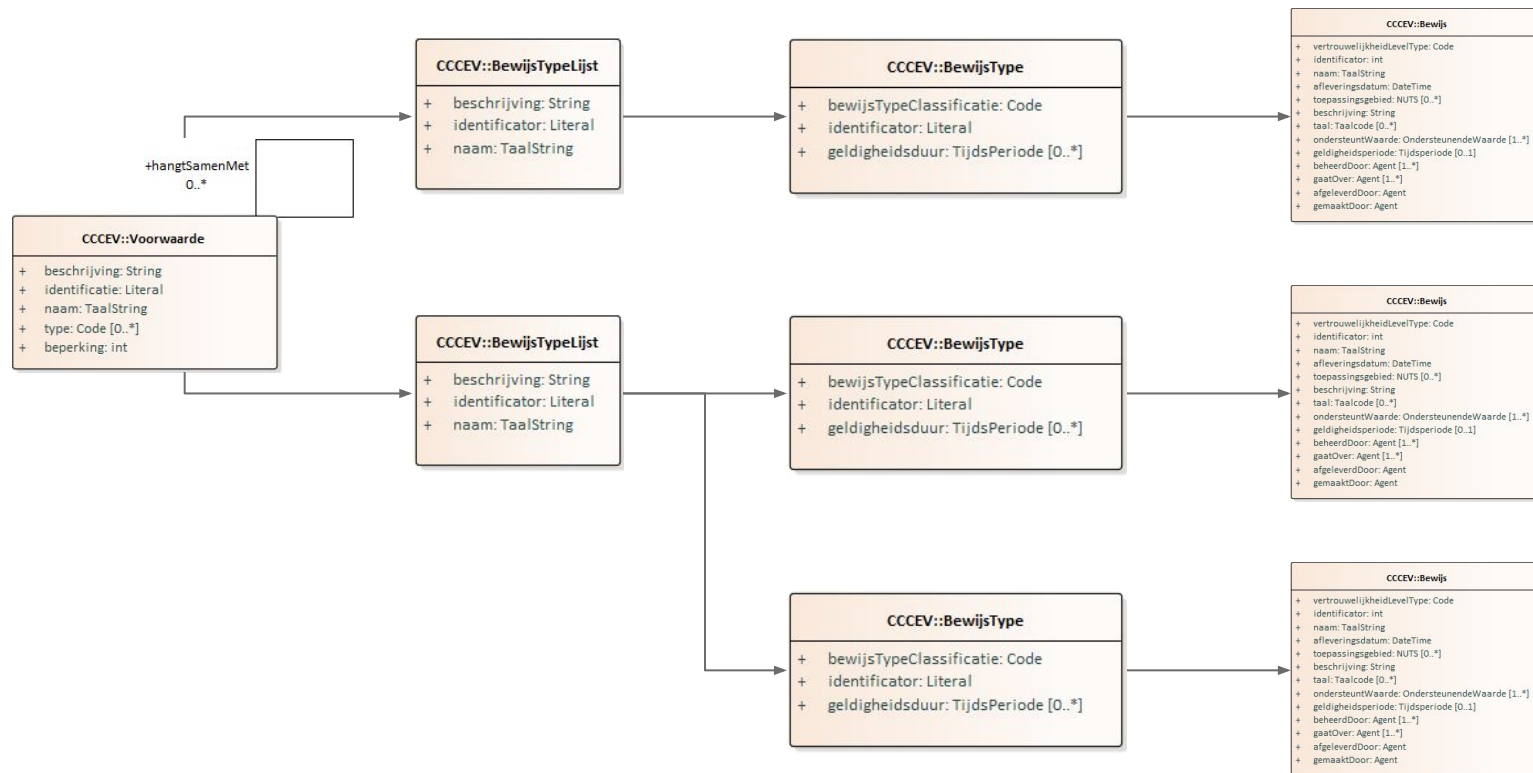 CCCEV::BewijsTypeLijst
+ beschrijving: String
+ identificator: Literal
+ naam: TaalString
CCCEV::BewijsType
+ bewijsTypeClassificatie: Code
+ identificator: Literal
+ geldigheidsduur: TijdsPeriode [0..*]
CCCEV::Bewijs
+ vertrouwelijkheidLevelType: Code
+ identificator: int
+ naam: TaalString
+ afleveringsdatum: DateTime
+ toepassingsgebied: NUTS [0..*]
+ beschrijving: String
+ taal: Taalcode [0..*]
+ ondersteuntWaarde: OndersteunendeWaarde [1..*]
+ geldigheidsperiode: Tijdsperiode [0..1]
+ beheerdDoor: Agent [1..*]
+ gaatOver: Agent [1..*]
+ afgeleverdDoor: Agent
+ gemaaktDoor: Agent
+hangtSamenMet
0..*
CCCEV::Voorwaarde
+ beschrijving: String
+ identificatie: Literal
+ naam: TaalString
+ type: Code [0..*]
+ beperking: int
CCCEV::BewijsTypeLijst
+ beschrijving: String
+ identificator: Literal
+ naam: TaalString
CCCEV::BewijsType
+ bewijsTypeClassificatie: Code
+ identificator: Literal
+ geldigheidsduur: TijdsPeriode [0..*]
CCCEV::Bewijs
+ vertrouwelijkheidLevelType: Code
+ identificator: int
+ naam: TaalString
+ afleveringsdatum: DateTime
+ toepassingsgebied: NUTS [0..*]
+ beschrijving: String
+ taal: Taalcode [0..*]
+ ondersteuntWaarde: OndersteunendeWaarde [1..*]
+ geldigheidsperiode: Tijdsperiode [0..1]
+ beheerdDoor: Agent [1..*]
+ gaatOver: Agent [1..*]
+ afgeleverdDoor: Agent
+ gemaaktDoor: Agent
CCCEV::BewijsType
+ bewijsTypeClassificatie: Code
+ identificator: Literal
+ geldigheidsduur: TijdsPeriode [0..*]
CCCEV::Bewijs
+ vertrouwelijkheidLevelType: Code
+ identificator: int
+ naam: TaalString
+ afleveringsdatum: DateTime
+ toepassingsgebied: NUTS [0..*]
+ beschrijving: String
+ taal: Taalcode [0..*]
+ ondersteuntWaarde: OndersteunendeWaarde [1..*]
+ geldigheidsperiode: Tijdsperiode [0..1]
+ beheerdDoor: Agent [1..*]
+ gaatOver: Agent [1..*]
+ afgeleverdDoor: Agent
+ gemaaktDoor: Agent